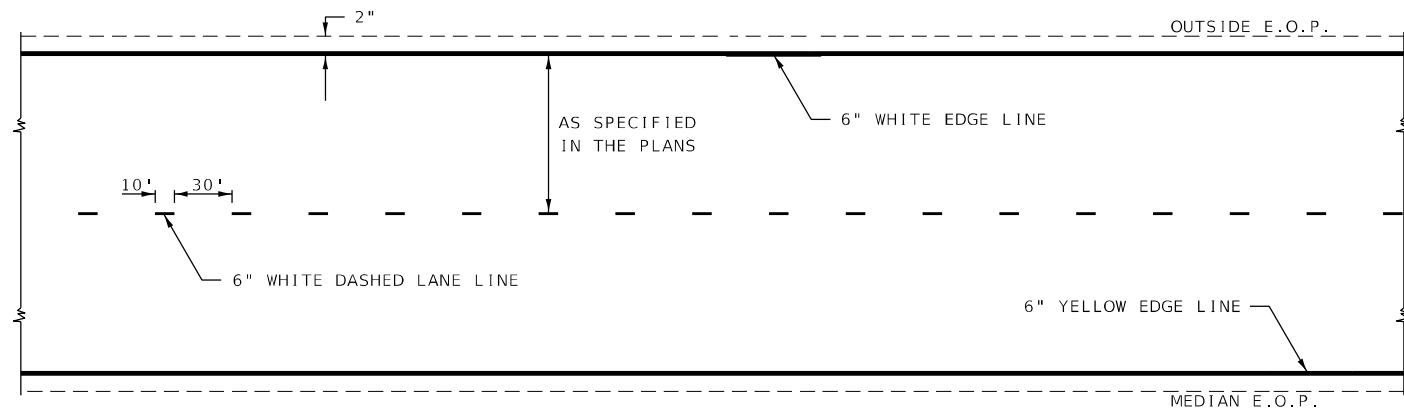 2"
OUTSIDE E.O.P.
6" WHITE EDGE LINE
AS SPECIFIED
IN THE PLANS
10' 30'
6" WHITE DASHED LANE LINE
6" YELLOW EDGE LINE
MEDIAN E.O.P.